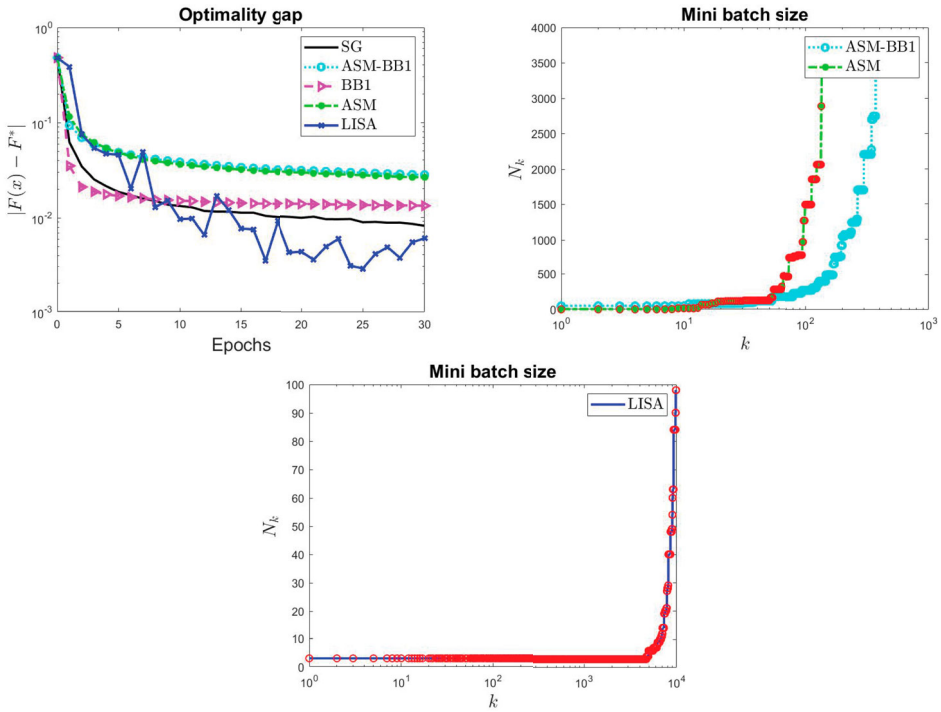 Optimality gap
10^0
10^-1
10^-2
10^-3
|F(x) − F*|
SG
ASM-BB1
BB1
ASM
LISA
0 5 10 15 20 25 30
Epochs
Mini batch size
4000
3500
3000
2500
2000
1500
1000
500
0
N_k
ASM-BB1
ASM
10^0 10^1 10^2 10^3
k
Mini batch size
100
90
80
70
60
50
40
30
20
10
0
N_k
LISA
10^0 10^1 10^2 10^3 10^4
k